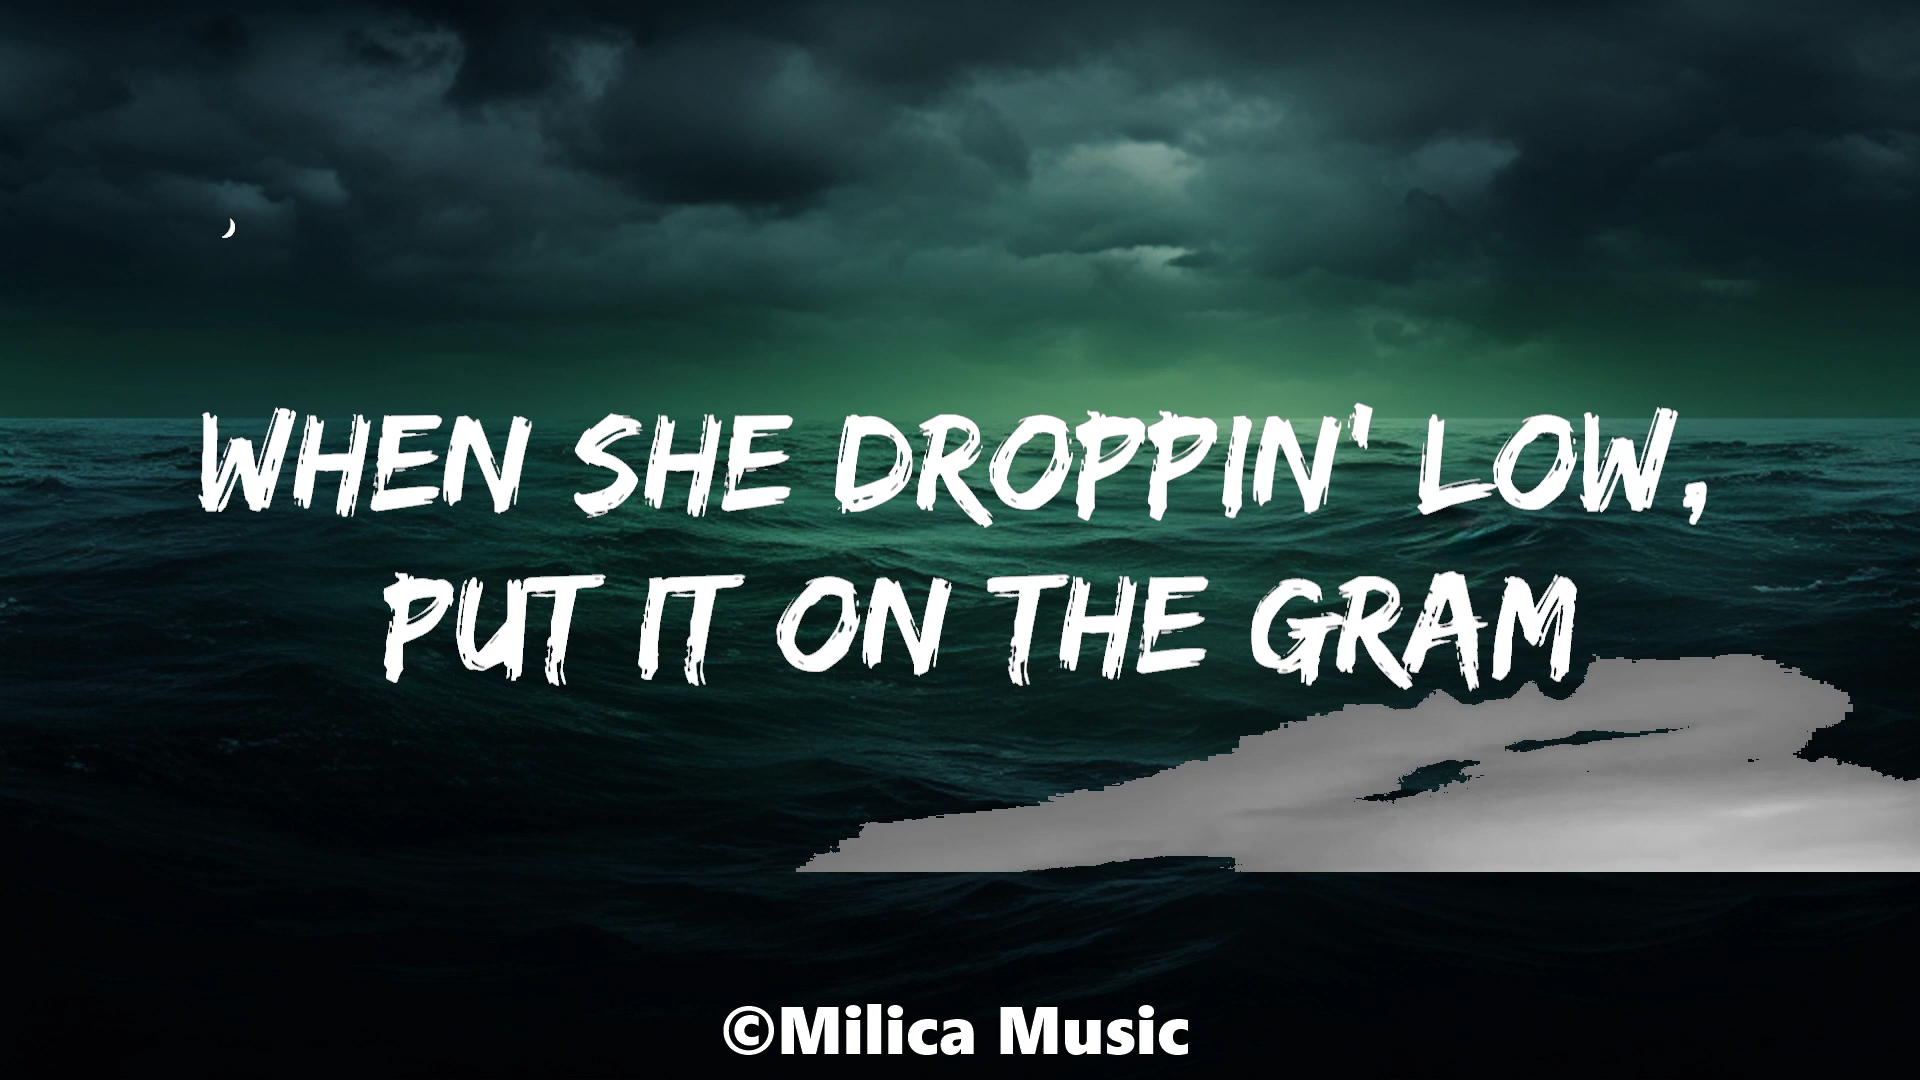 WHEN SHE DROPPIN' LOW,
PUT IT ON THE GRAM
©Milica Music